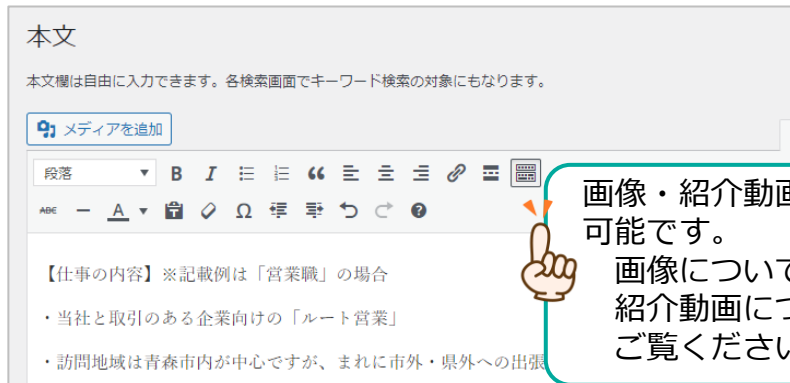 本文
本文欄は自由に入力できます。各検索画面でキーワード検索の対象にもなります。
メディアを追加
段落
B I
ABC A Ω
【仕事の内容】※記載例は「営業職」の場合
・当社と取引のある企業向けの「ルート営業」
・訪問地域は青森市内が中心ですが、まれに市外・県外への出張
画像・紹介動画
可能です。
画像について
紹介動画につ
ご覧ください